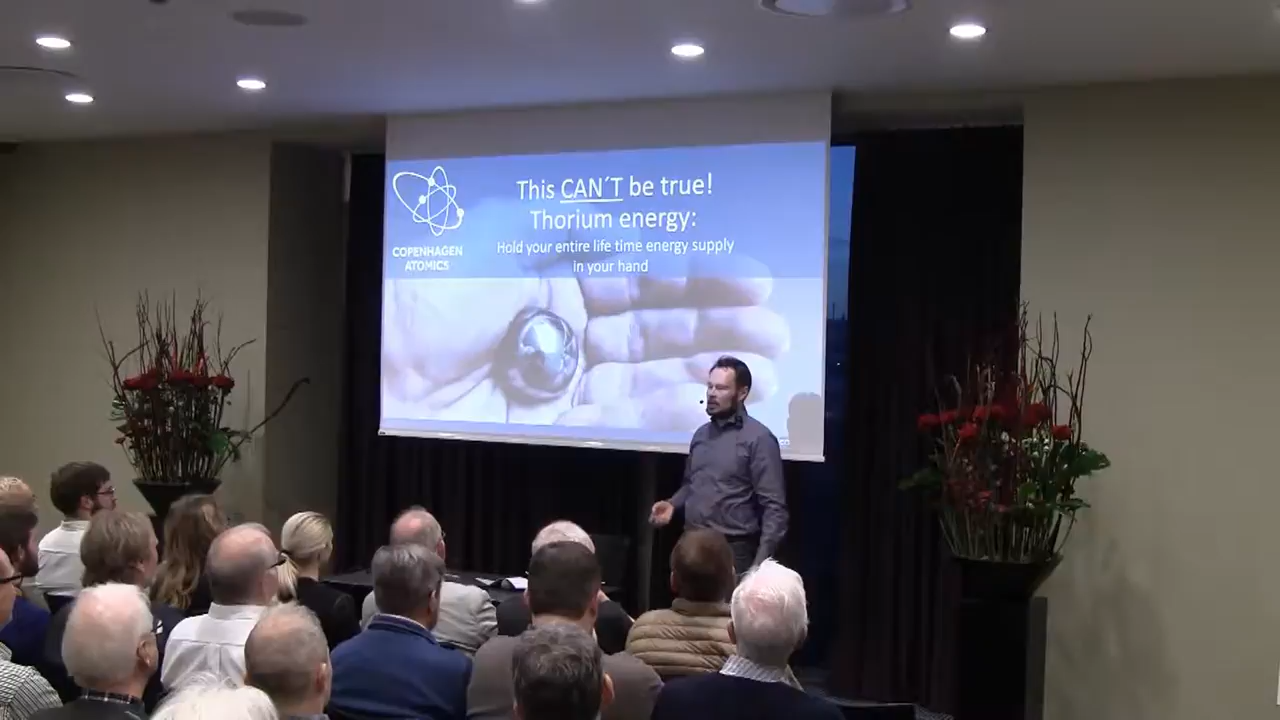 This CAN´T be true!
Thorium energy:
Hold your entire life time energy supply
in your hand
COPENHAGEN
ATOMICS